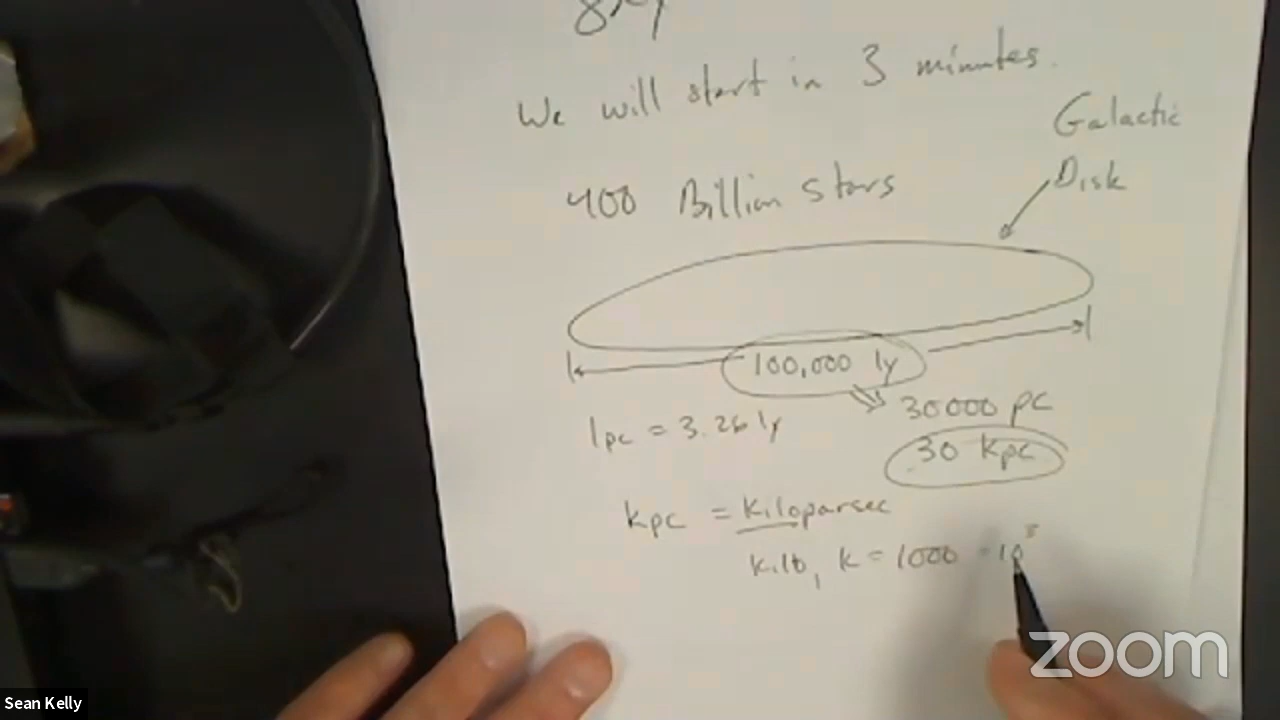 We will start in 3 minutes.
Galactic
Disk
400 Billion stars
100,000 ly
30000 pc
1pc = 3.26 ly
30 kpc
kpc = kiloparsec
kilo, k = 1000 = 10³
zoom
Sean Kelly